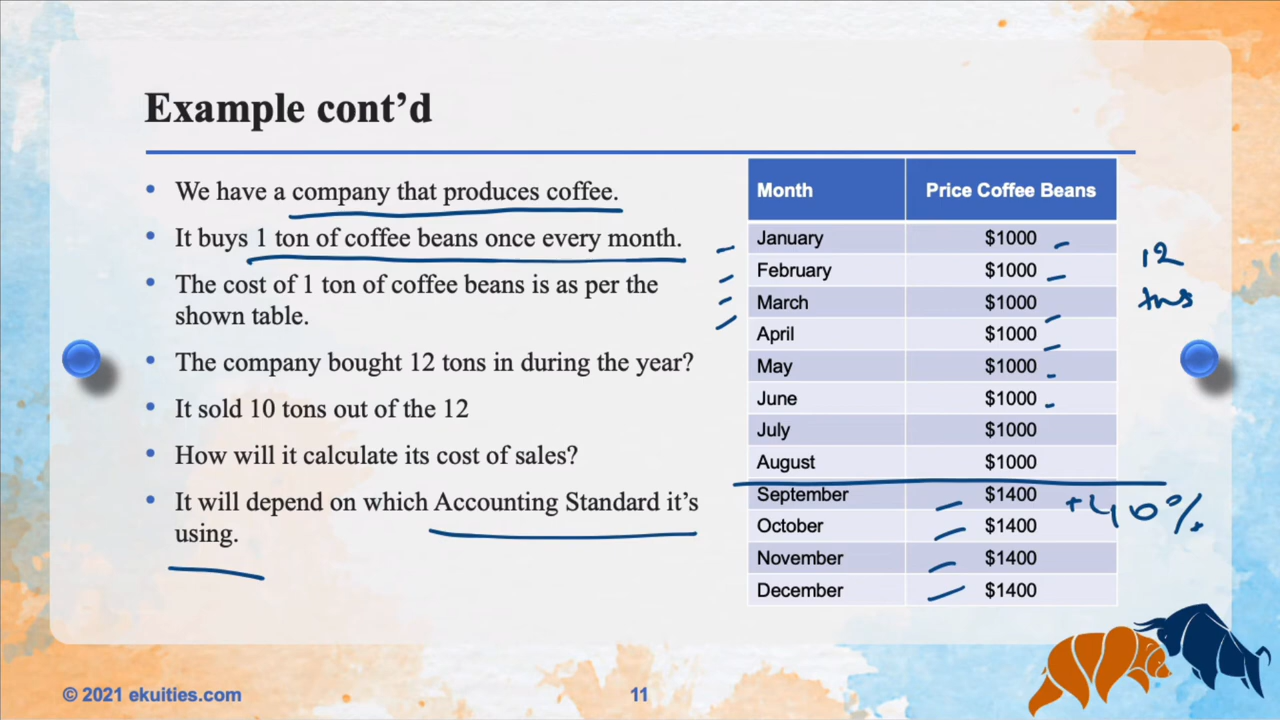 Example cont’d
• We have a company that produces coffee.
• It buys 1 ton of coffee beans once every month.
• The cost of 1 ton of coffee beans is as per the
shown table.
• The company bought 12 tons in during the year?
• It sold 10 tons out of the 12
• How will it calculate its cost of sales?
• It will depend on which Accounting Standard it’s
using.
Month Price Coffee Beans
January $1000
February $1000
March $1000
April $1000
May $1000
June $1000
July $1000
August $1000
September $1400
October $1400
November $1400
December $1400
12
tns
+40%
© 2021 ekuities.com
11